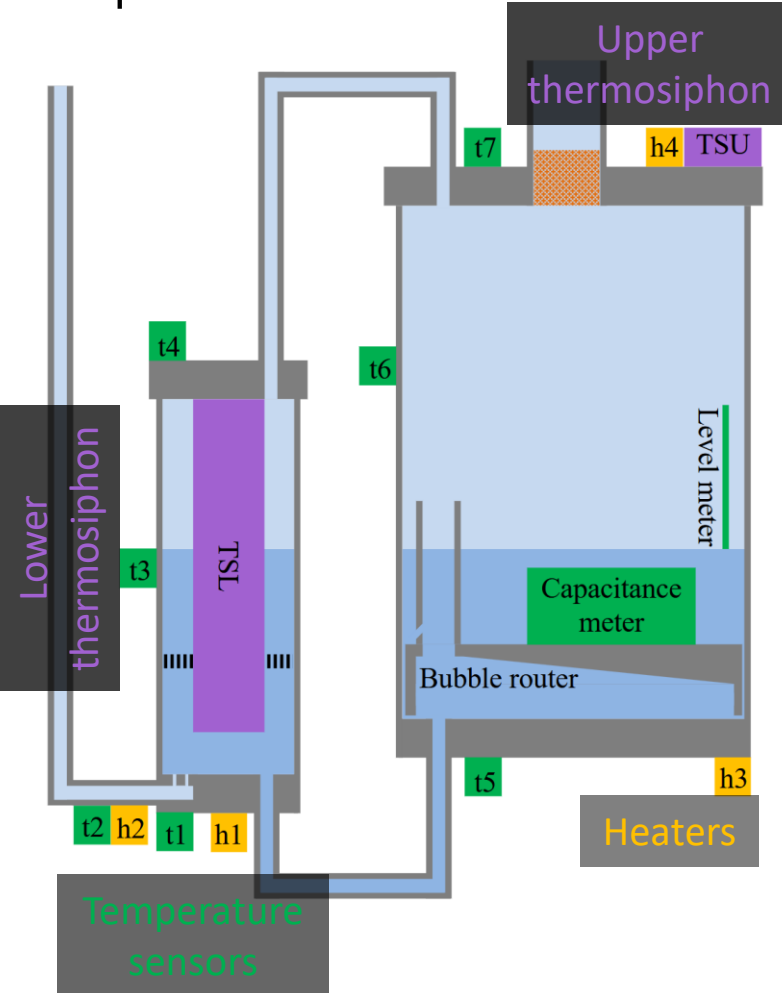 Upper
thermosiphon
t7
h4
TSU
t4
t6
Level meter
Lower
thermosiphon
t3
TSL
Capacitance
meter
Bubble router
t5
h3
t2
h2
t1
h1
Heaters
Temperature
sensors